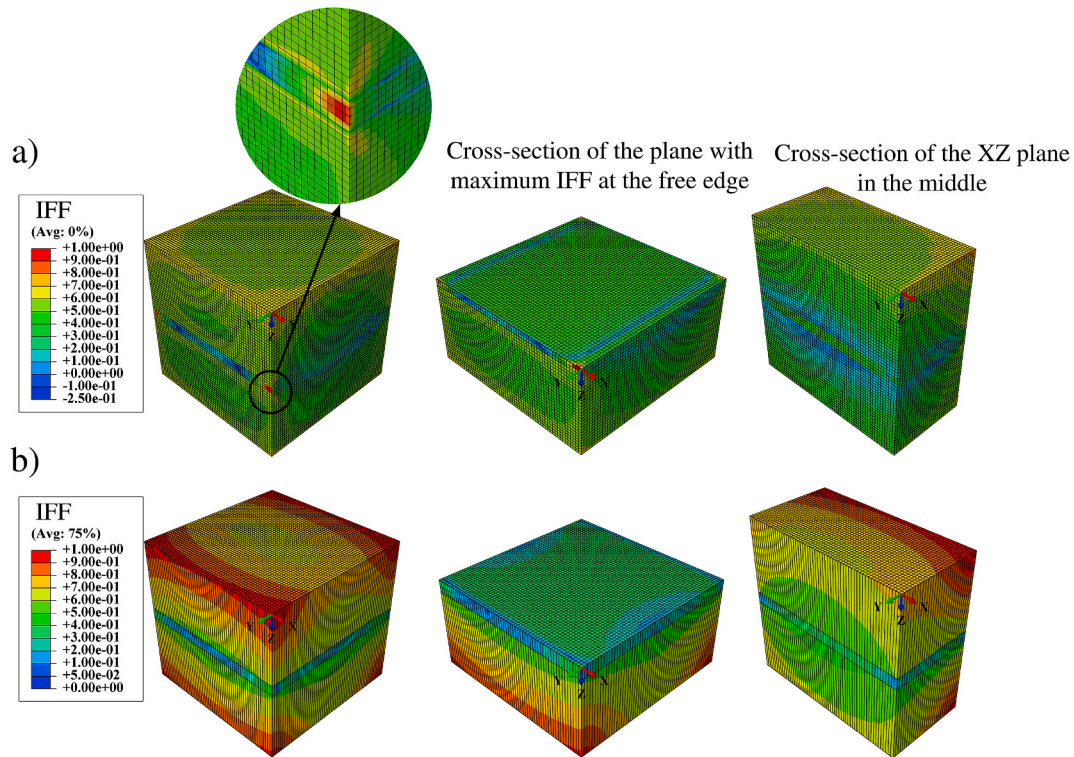 a)
Cross-section of the plane with
maximum IFF at the free edge
Cross-section of the XZ plane
in the middle
IFF
(Avg: 0%)
+1.00e+00
+9.00e-01
+8.00e-01
+7.00e-01
+6.00e-01
+5.00e-01
+4.00e-01
+3.00e-01
+2.00e-01
+1.00e-01
+0.00e+00
-1.00e-01
-2.50e-01
Y X
Z
Y X
Z
Y X
Z
b)
IFF
(Avg: 75%)
+1.00e+00
+9.00e-01
+8.00e-01
+7.00e-01
+6.00e-01
+5.00e-01
+4.00e-01
+3.00e-01
+2.00e-01
+1.00e-01
+5.00e-02
+0.00e+00
Y X
Z
Y X
Z
Y X
Z